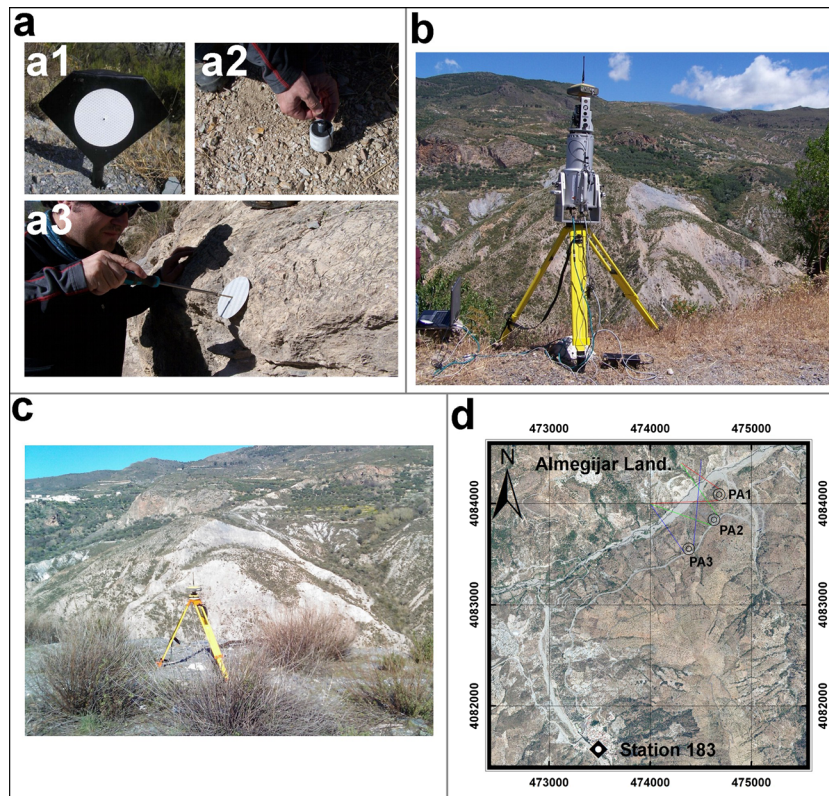 a
a1
a2
a3
b
c
d
473000 474000 475000
N
Almegijar Land.
4084000 4084000
PA1
PA2
PA3
4083000 4083000
4082000 4082000
Station 183
473000 474000 475000